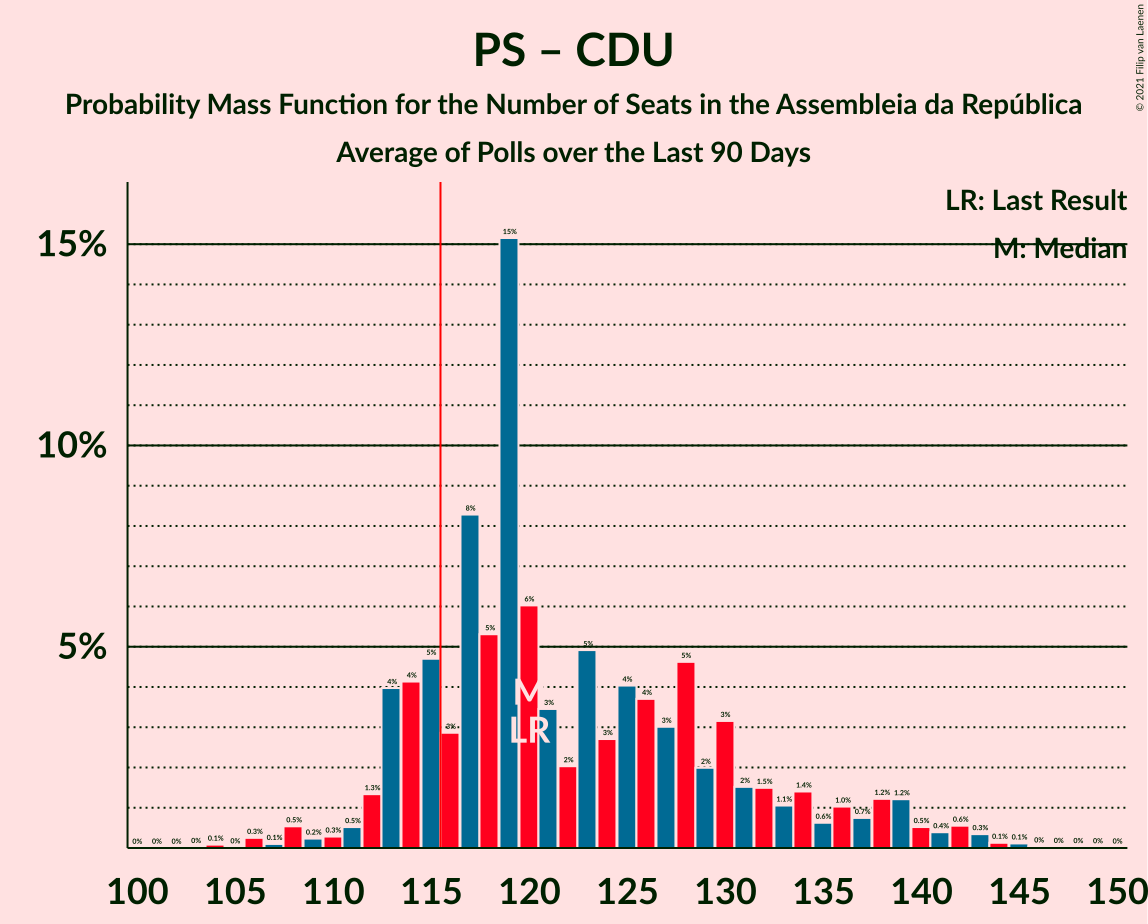 PS – CDU
Probability Mass Function for the Number of Seats in the Assembleia da República
Average of Polls over the Last 90 Days
© 2021 Filip van Laenen
LR: Last Result
M: Median
15%
10%
5%
0% 0% 0% 0% 0.1% 0% 0.3% 0.1% 0.5% 0.2% 0.3% 0.5% 1.3% 4% 4% 5% 3% 8% 5% 15% 6% 3% 2% 5% 3% 4% 4% 3% 5% 2% 3% 2% 1.5% 1.1% 1.4% 0.6% 1.0% 0.7% 1.2% 1.2% 0.5% 0.4% 0.6% 0.3% 0.1% 0.1% 0% 0% 0% 0% 0%
M
LR
100 105 110 115 120 125 130 135 140 145 150